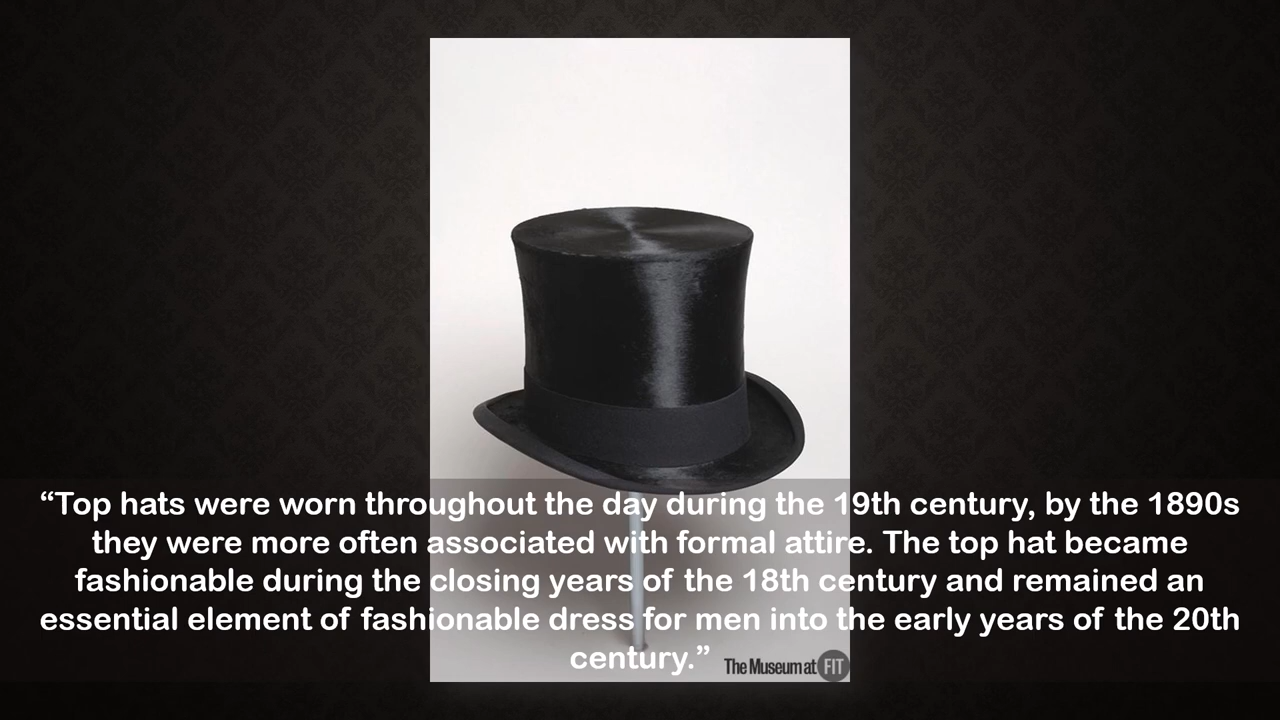 “Top hats were worn throughout the day during the 19th century, by the 1890s
they were more often associated with formal attire. The top hat became
fashionable during the closing years of the 18th century and remained an
essential element of fashionable dress for men into the early years of the 20th
century.”
The Museum at FIT